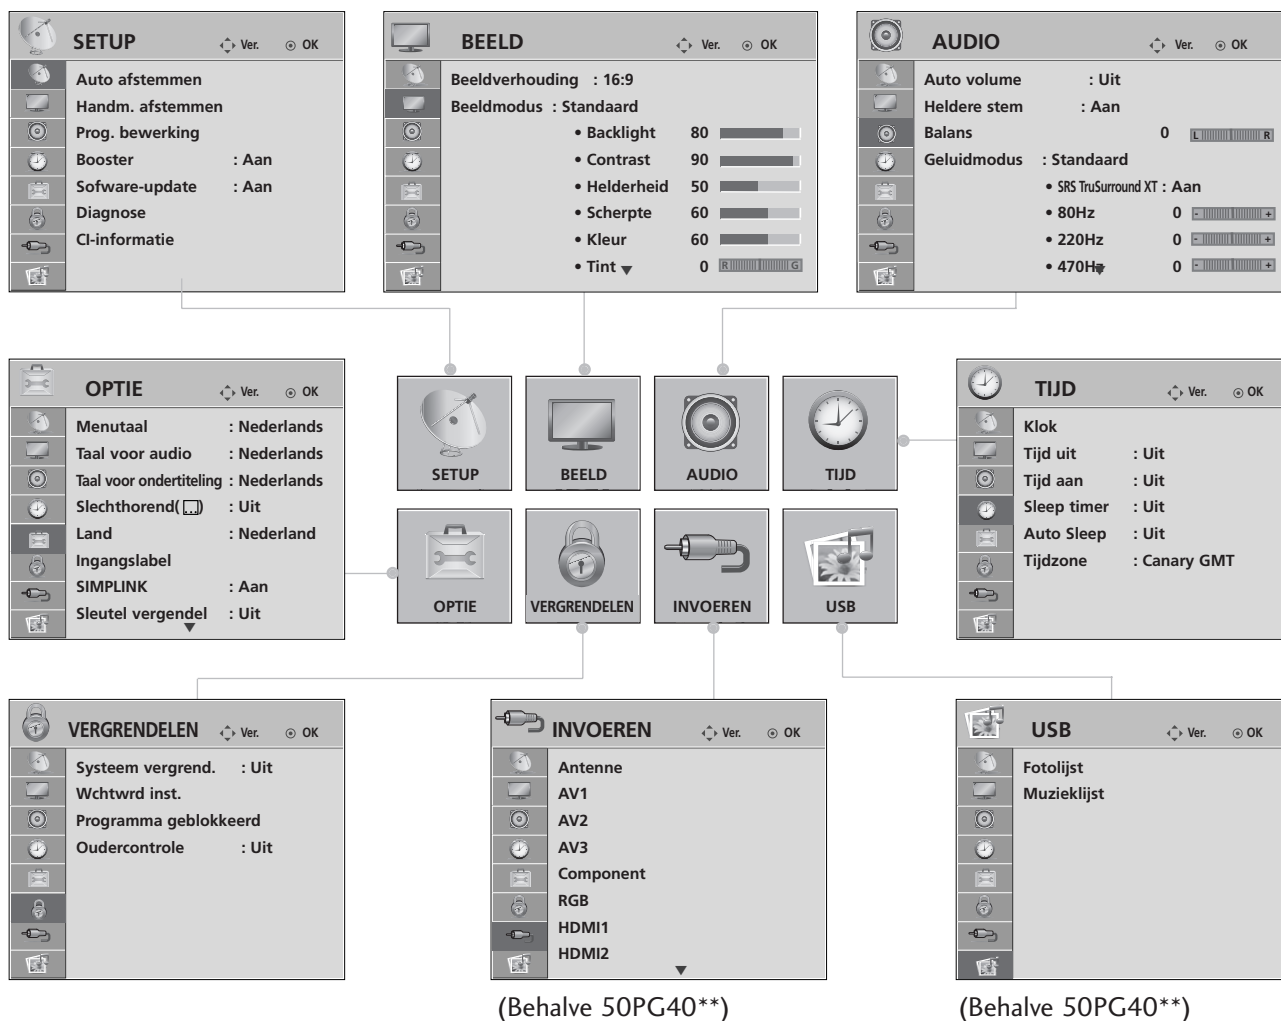 SETUP Ver. OK
Auto afstemmen
Handm. afstemmen
Prog. bewerking
Booster : Aan
Sofware-update : Aan
Diagnose
CI-informatie
BEELD Ver. OK
Beeldverhouding : 16:9
Beeldmodus : Standaard
• Backlight 80
• Contrast 90
• Helderheid 50
• Scherpte 60
• Kleur 60
• Tint 0 R G
AUDIO Ver. OK
Auto volume : Uit
Heldere stem : Aan
Balans 0 L R
Geluidmodus : Standaard
• SRS TruSurround XT : Aan
• 80Hz 0 - +
• 220Hz 0 - +
• 470Hz 0 - +
OPTIE Ver. OK
Menutaal : Nederlands
Taal voor audio : Nederlands
Taal voor ondertiteling : Nederlands
Slechthorend( ) : Uit
Land : Nederland
Ingangslabel
SIMPLINK : Aan
Sleutel vergendel : Uit
SETUP
BEELD
AUDIO
TIJD
OPTIE
VERGRENDELEN
INVOEREN
USB
TIJD Ver. OK
Klok
Tijd uit : Uit
Tijd aan : Uit
Sleep timer : Uit
Auto Sleep : Uit
Tijdzone : Canary GMT
VERGRENDELEN Ver. OK
Systeem vergrend. : Uit
Wchtwrd inst.
Programma geblokkeerd
Oudercontrole : Uit
INVOEREN Ver. OK
Antenne
AV1
AV2
AV3
Component
RGB
HDMI1
HDMI2
(Behalve 50PG40**)
USB Ver. OK
Fotolijst
Muzieklijst
(Behalve 50PG40**)